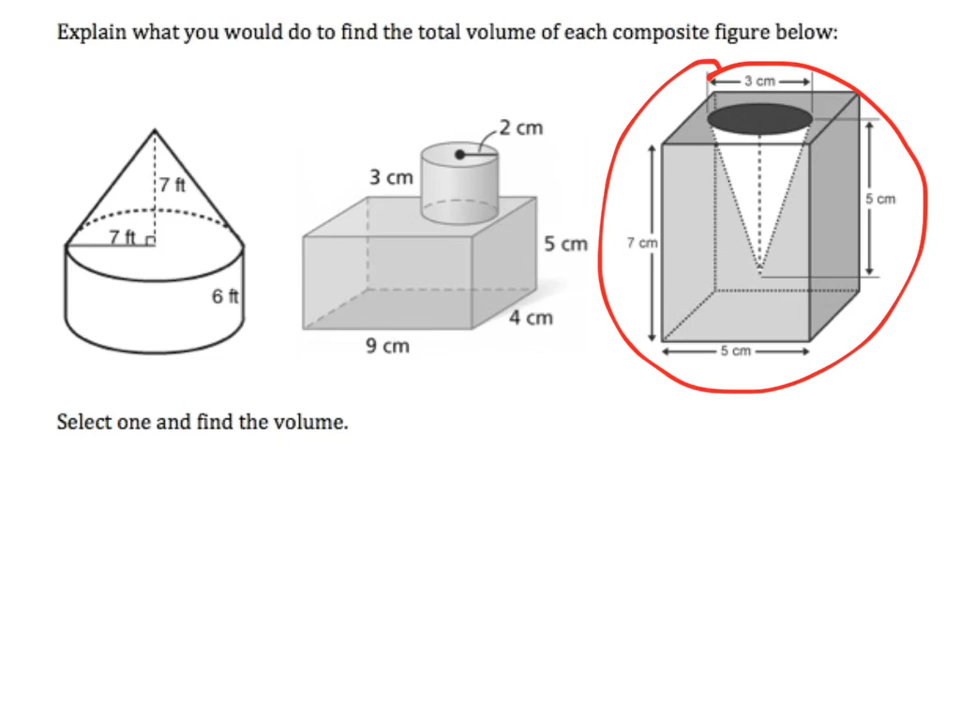 Explain what you would do to find the total volume of each composite figure below:
7 ft
7 ft
6 ft
2 cm
3 cm
5 cm
4 cm
9 cm
3 cm
5 cm
7 cm
5 cm
Select one and find the volume.